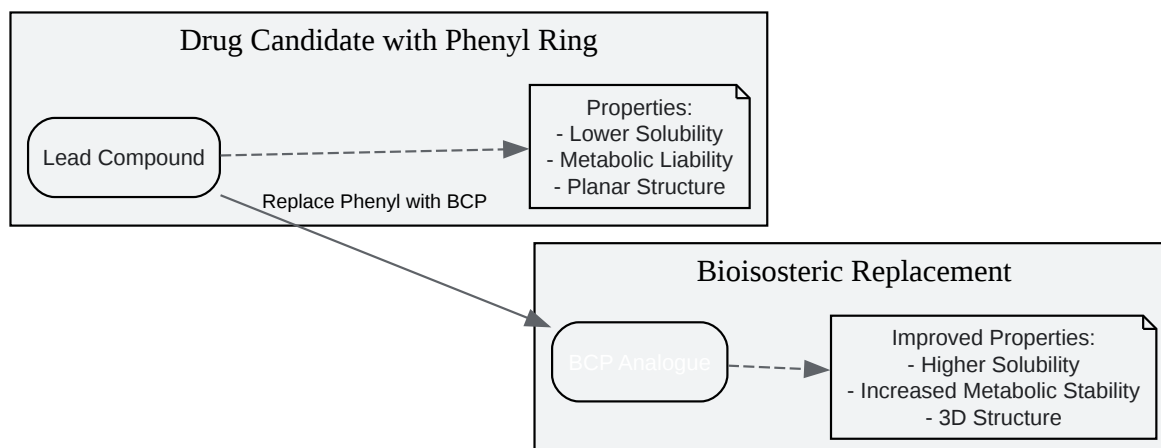 Drug Candidate with Phenyl Ring
Lead Compound
Properties:
- Lower Solubility
- Metabolic Liability
- Planar Structure
Replace Phenyl with BCP
Bioisosteric Replacement
BCP Analogue
Improved Properties:
- Higher Solubility
- Increased Metabolic Stability
- 3D Structure